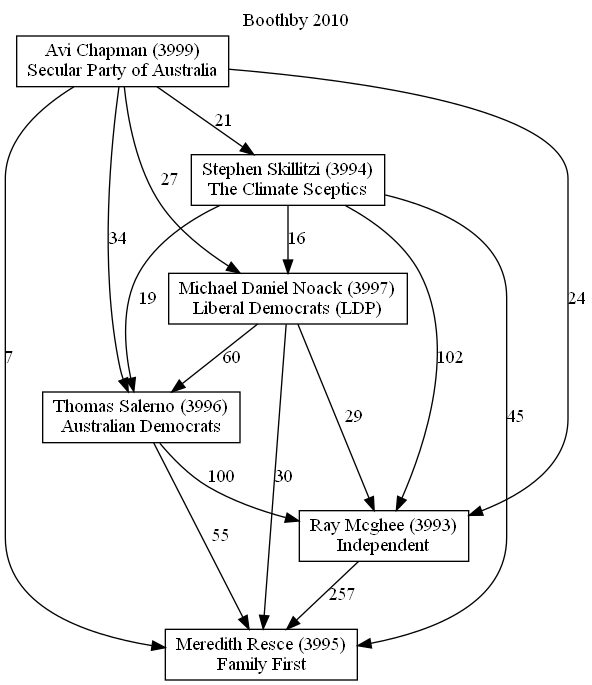 Boothby 2010
Avi Chapman (3999)
Secular Party of Australia
21
Stephen Skillitzi (3994)
The Climate Sceptics
27
34
16
19
24
Michael Daniel Noack (3997)
Liberal Democrats (LDP)
7
60
102
Thomas Salerno (3996)
Australian Democrats
29
45
100
30
Ray Mcghee (3993)
Independent
55
257
Meredith Resce (3995)
Family First